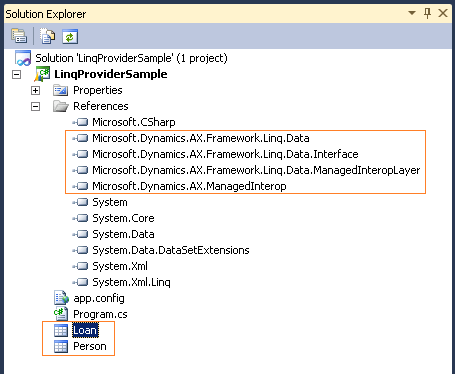 Solution Explorer
Solution 'LinqProviderSample' (1 project)
LinqProviderSample
Properties
References
Microsoft.CSharp
Microsoft.Dynamics.AX.Framework.Linq.Data
Microsoft.Dynamics.AX.Framework.Linq.Data.Interface
Microsoft.Dynamics.AX.Framework.Linq.Data.ManagedInteropLayer
Microsoft.Dynamics.AX.ManagedInterop
System
System.Core
System.Data
System.Data.DataSetExtensions
System.Xml
System.Xml.Linq
app.config
Program.cs
Loan
Person